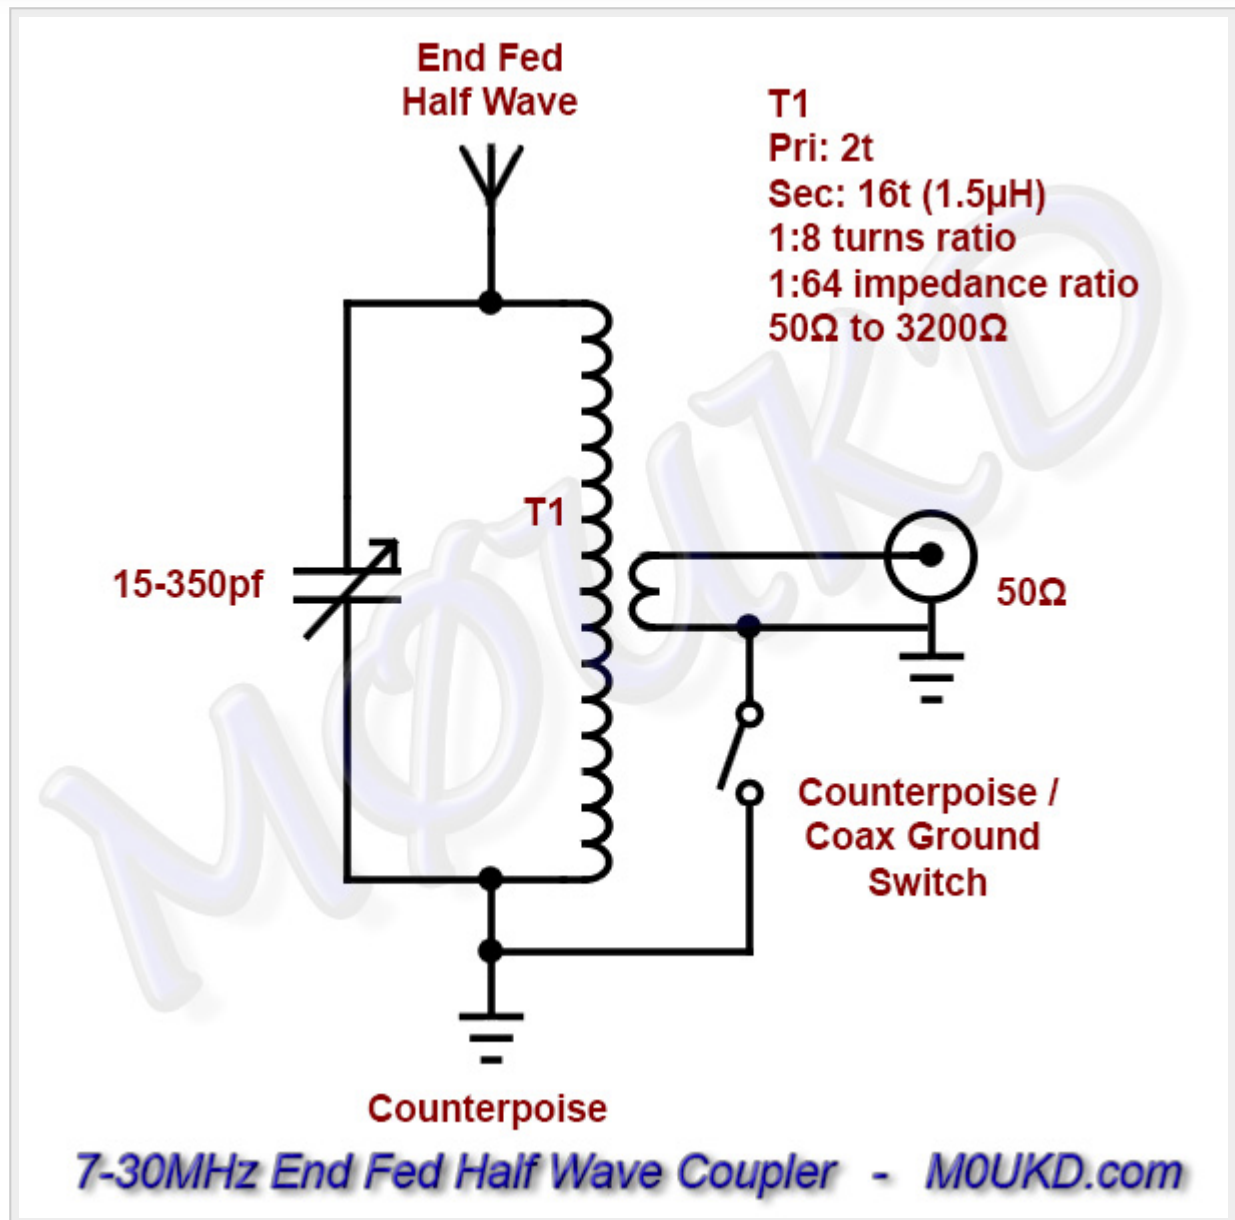 End Fed
Half Wave
T1
Pri: 2t
Sec: 16t (1.5µH)
1:8 turns ratio
1:64 impedance ratio
50Ω to 3200Ω
T1
15-350pf
50Ω
Counterpoise /
Coax Ground
Switch
Counterpoise
MØUKD
7-30MHz End Fed Half Wave Coupler - M0UKD.com